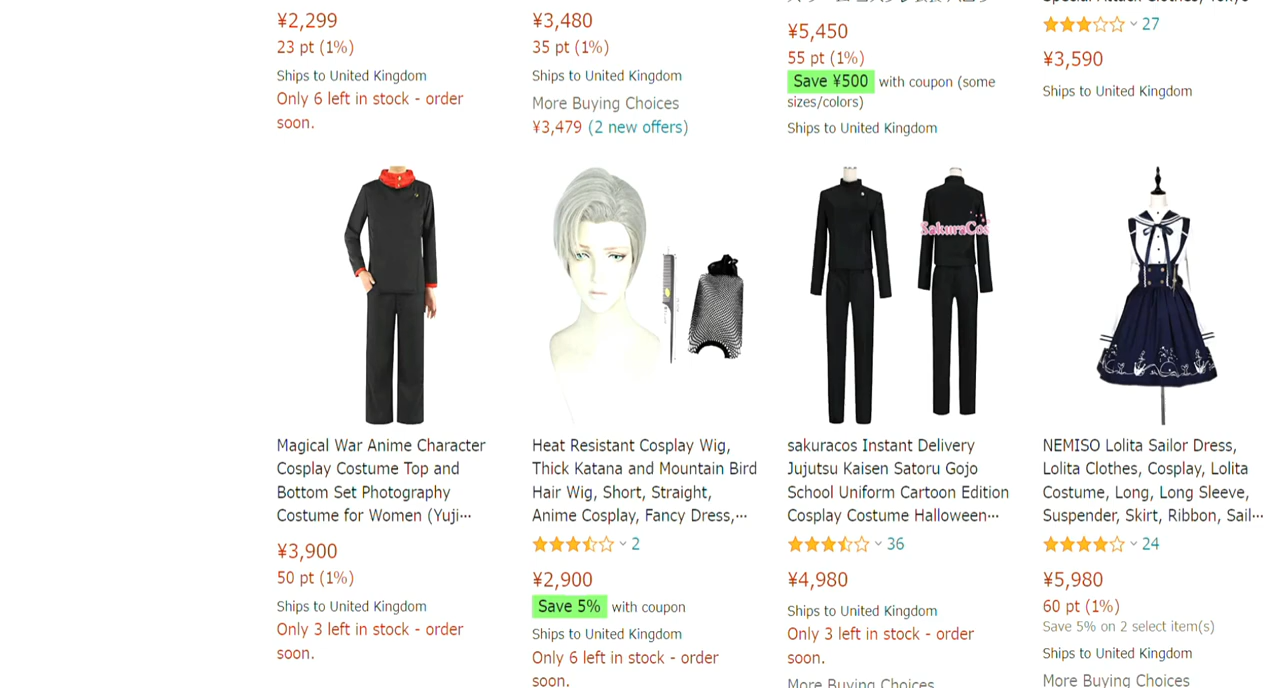 ¥2,299
23 pt (1%)
Ships to United Kingdom
Only 6 left in stock - order
soon.
¥3,480
35 pt (1%)
Ships to United Kingdom
More Buying Choices
¥3,479 (2 new offers)
¥5,450
55 pt (1%)
Save ¥500 with coupon (some
sizes/colors)
Ships to United Kingdom
27
¥3,590
Ships to United Kingdom
SakuraCos
Magical War Anime Character
Cosplay Costume Top and
Bottom Set Photography
Costume for Women (Yuji···
¥3,900
50 pt (1%)
Ships to United Kingdom
Only 3 left in stock - order
soon.
Heat Resistant Cosplay Wig,
Thick Katana and Mountain Bird
Hair Wig, Short, Straight,
Anime Cosplay, Fancy Dress,···
2
¥2,900
Save 5% with coupon
Ships to United Kingdom
Only 6 left in stock - order
soon.
sakuracos Instant Delivery
Jujutsu Kaisen Satoru Gojo
School Uniform Cartoon Edition
Cosplay Costume Halloween···
36
¥4,980
Ships to United Kingdom
Only 3 left in stock - order
soon.
More Buying Choices
NEMISO Lolita Sailor Dress,
Lolita Clothes, Cosplay, Lolita
Costume, Long, Long Sleeve,
Suspender, Skirt, Ribbon, Sail···
24
¥5,980
60 pt (1%)
Save 5% on 2 select item(s)
Ships to United Kingdom
More Buying Choices